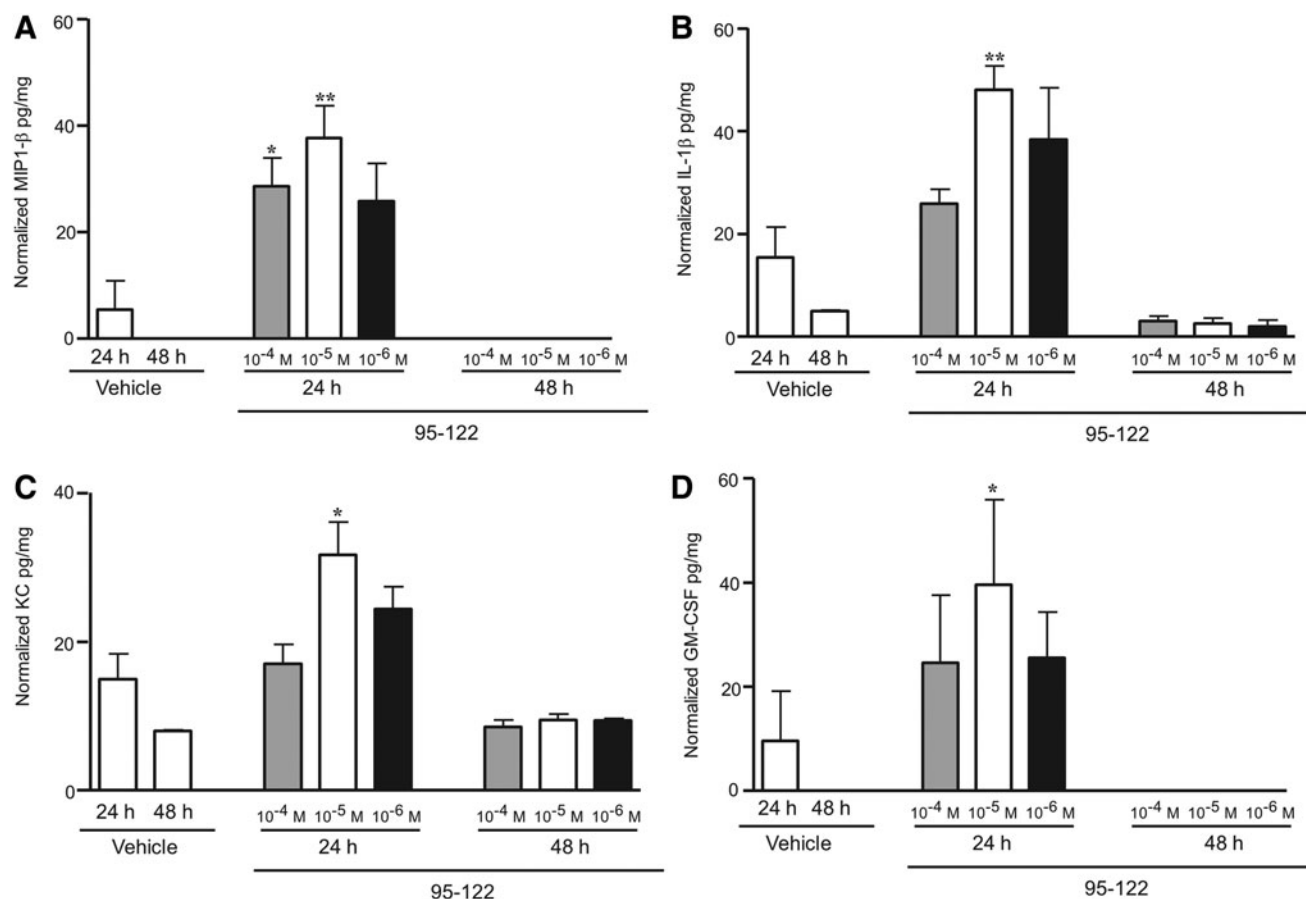 A
Normalized MIP1-β pg/mg
60
40
20
0
* **
24 h 48 h 10⁻⁴ M 10⁻⁵ M 10⁻⁶ M 10⁻⁴ M 10⁻⁵ M 10⁻⁶ M
Vehicle 24 h 48 h
95-122
B
Normalized IL-1β pg/mg
60
40
20
0
**
24 h 48 h 10⁻⁴ M 10⁻⁵ M 10⁻⁶ M 10⁻⁴ M 10⁻⁵ M 10⁻⁶ M
Vehicle 24 h 48 h
95-122
C
Normalized KC pg/mg
40
20
0
*
24 h 48 h 10⁻⁴ M 10⁻⁵ M 10⁻⁶ M 10⁻⁴ M 10⁻⁵ M 10⁻⁶ M
Vehicle 24 h 48 h
95-122
D
Normalized GM-CSF pg/mg
60
40
20
0
*
24 h 48 h 10⁻⁴ M 10⁻⁵ M 10⁻⁶ M 10⁻⁴ M 10⁻⁵ M 10⁻⁶ M
Vehicle 24 h 48 h
95-122